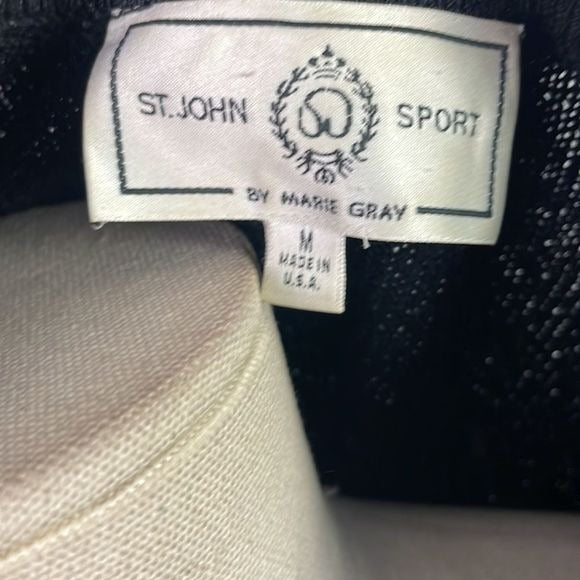 ST. JOHN SPORT
BY MARIE GRAY
M
MADE IN
U.S.A.